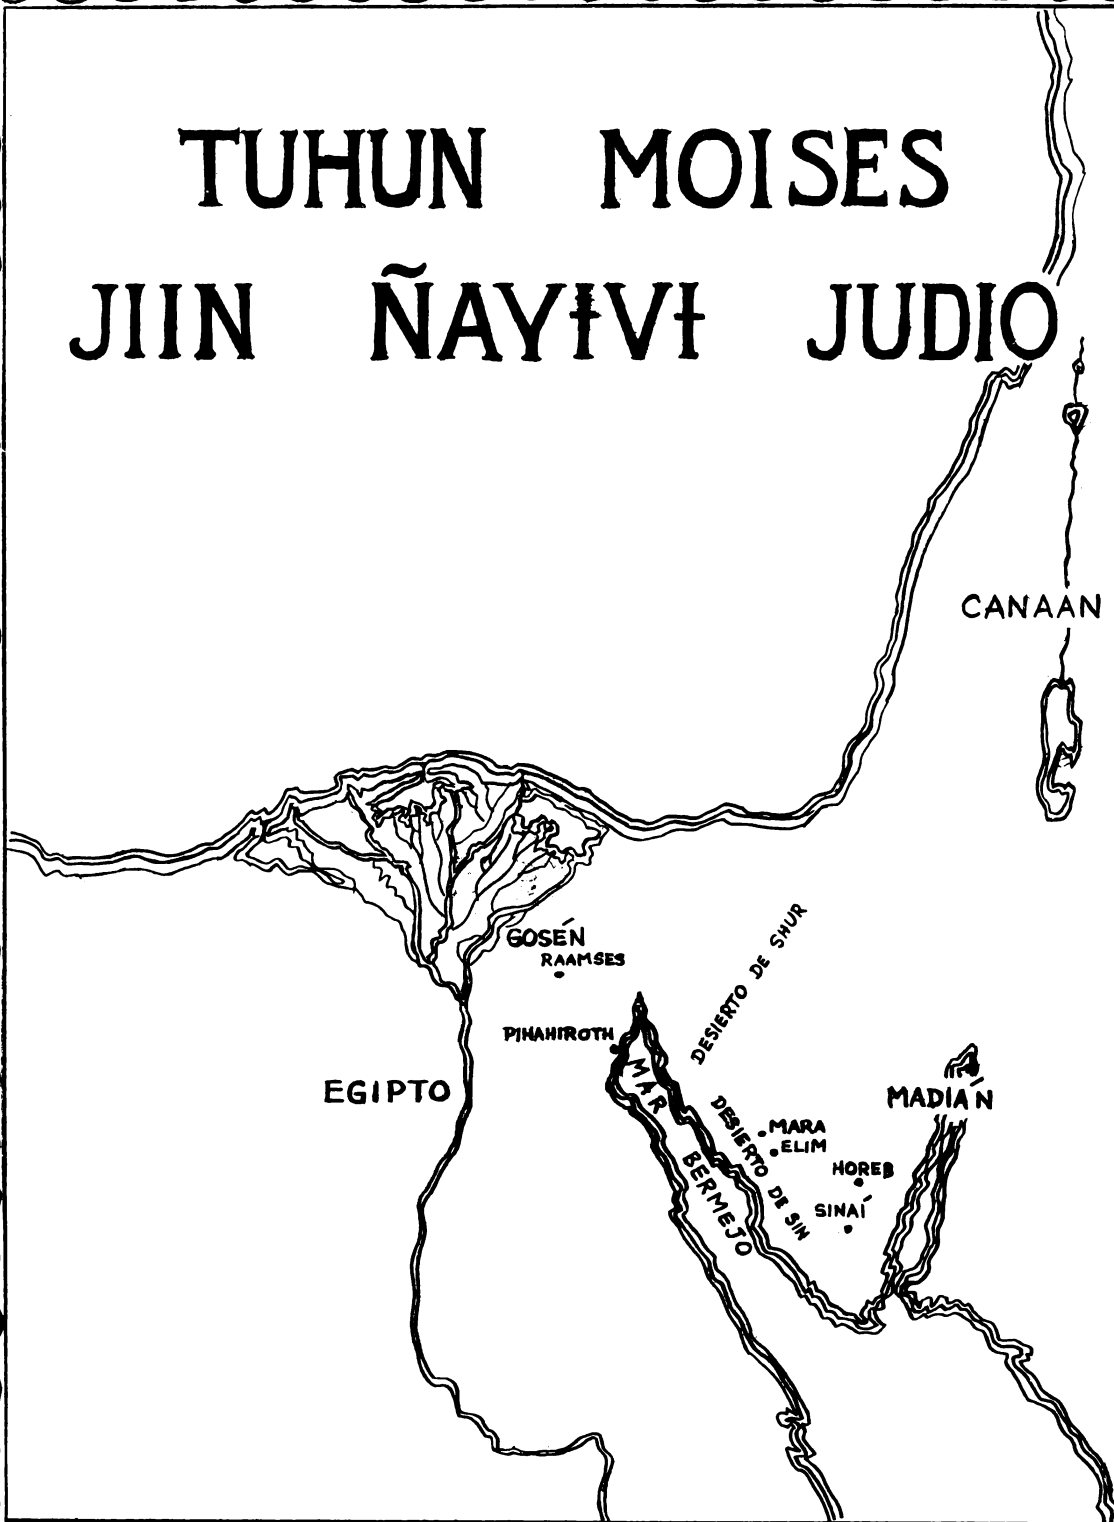 TUHUN MOISES
JIIN ÑAYƗVƗ JUDIO
CANAAN
GOSÉN
RAAMSES
DESIERTO DE SHUR
PIHAHIROTH
EGIPTO
MAR BERMEJO
MADIÁN
DESIERTO DE SIN
MARA
ELIM
HOREB
SINAÍ